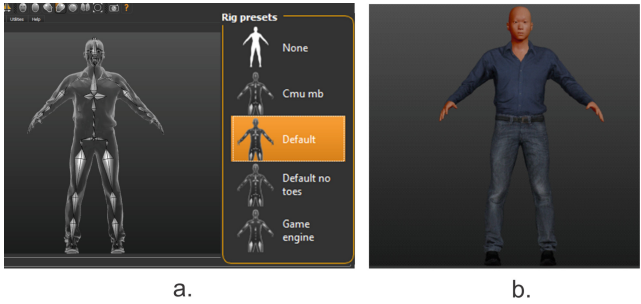 ?
Utilities Help
Rig presets
None
Cmu mb
Default
Default no
toes
Game
engine
a.
b.